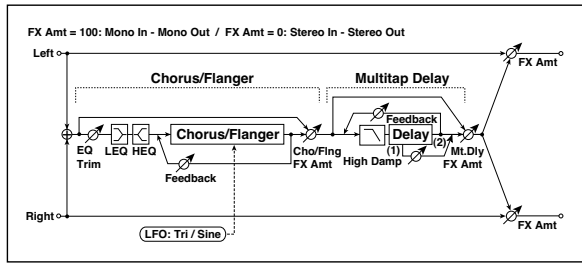 FX Amt = 100: Mono In - Mono Out / FX Amt = 0: Stereo In - Stereo Out
Left
FX Amt
Chorus/Flanger
Multitap Delay
Feedback
Chorus/Flanger
Delay
EQ Trim
LEQ
HEQ
Feedback
Cho/Flng FX Amt
High Damp
(1)
(2)
Mt.Dly FX Amt
Right
FX Amt
LFO: Tri / Sine